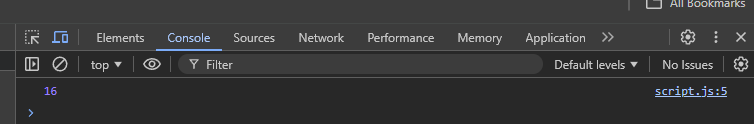 All Bookmarks
Elements Console Sources Network Performance Memory Application
top Filter Default levels No Issues
16 script.js:5